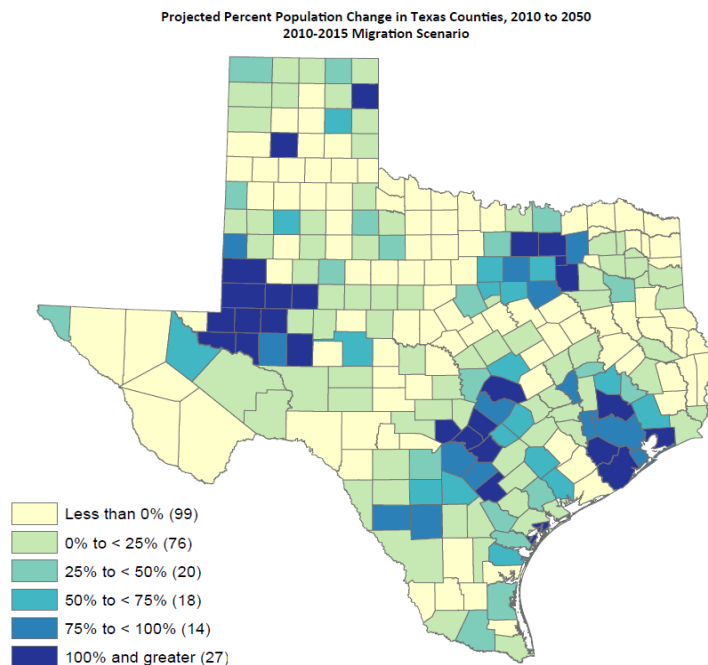 Projected Percent Population Change in Texas Counties, 2010 to 2050
2010-2015 Migration Scenario
Less than 0% (99)
0% to < 25% (76)
25% to < 50% (20)
50% to < 75% (18)
75% to < 100% (14)
100% and greater (27)